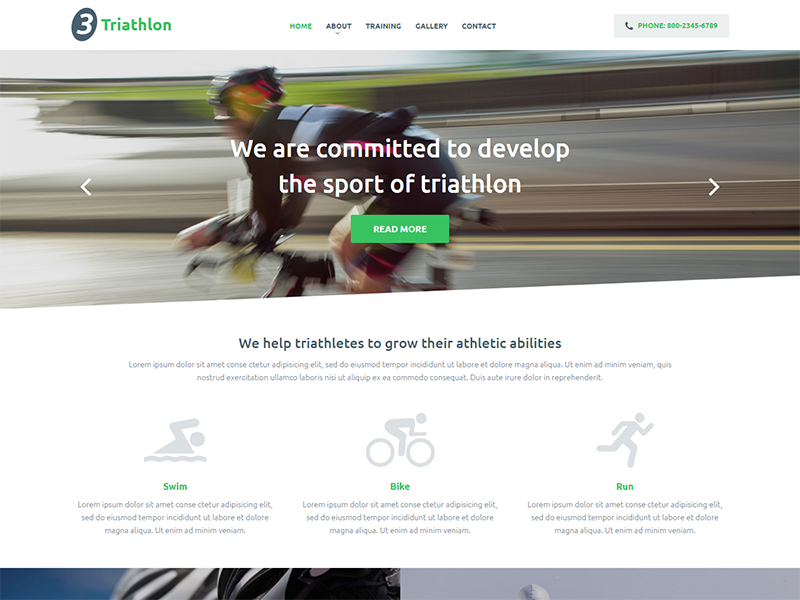 3 Triathlon
HOME ABOUT TRAINING GALLERY CONTACT
PHONE: 800-2345-6789
We are committed to develop
the sport of triathlon
READ MORE
We help triathletes to grow their athletic abilities
Lorem ipsum dolor sit amet conse ctetur adipisicing elit, sed do eiusmod tempor incididunt ut labore et dolore magna aliqua. Ut enim ad minim veniam, quis
nostrud exercitation ullamco laboris nisi ut aliquip ex ea commodo consequat. Duis aute irure dolor in reprehenderit.
Swim
Lorem ipsum dolor sit amet conse ctetur adipisicing elit,
sed do eiusmod tempor incididunt ut labore et dolore
magna aliqua. Ut enim ad minim veniam.
Bike
Lorem ipsum dolor sit amet conse ctetur adipisicing elit,
sed do eiusmod tempor incididunt ut labore et dolore
magna aliqua. Ut enim ad minim veniam.
Run
Lorem ipsum dolor sit amet conse ctetur adipisicing elit,
sed do eiusmod tempor incididunt ut labore et dolore
magna aliqua. Ut enim ad minim veniam.